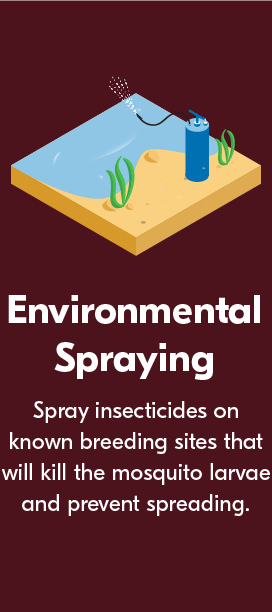 Environmental
Spraying
Spray insecticides on
known breeding sites that
will kill the mosquito larvae
and prevent spreading.